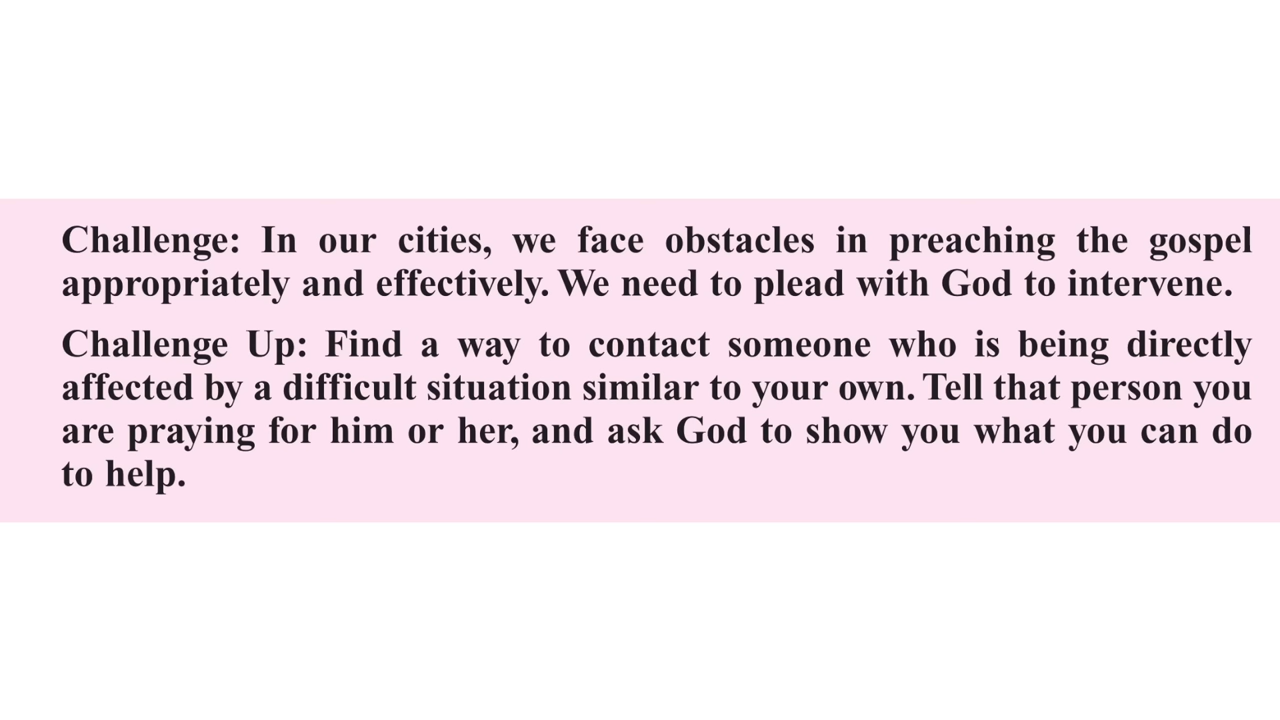 Challenge: In our cities, we face obstacles in preaching the gospel
appropriately and effectively. We need to plead with God to intervene.
Challenge Up: Find a way to contact someone who is being directly
affected by a difficult situation similar to your own. Tell that person you
are praying for him or her, and ask God to show you what you can do
to help.